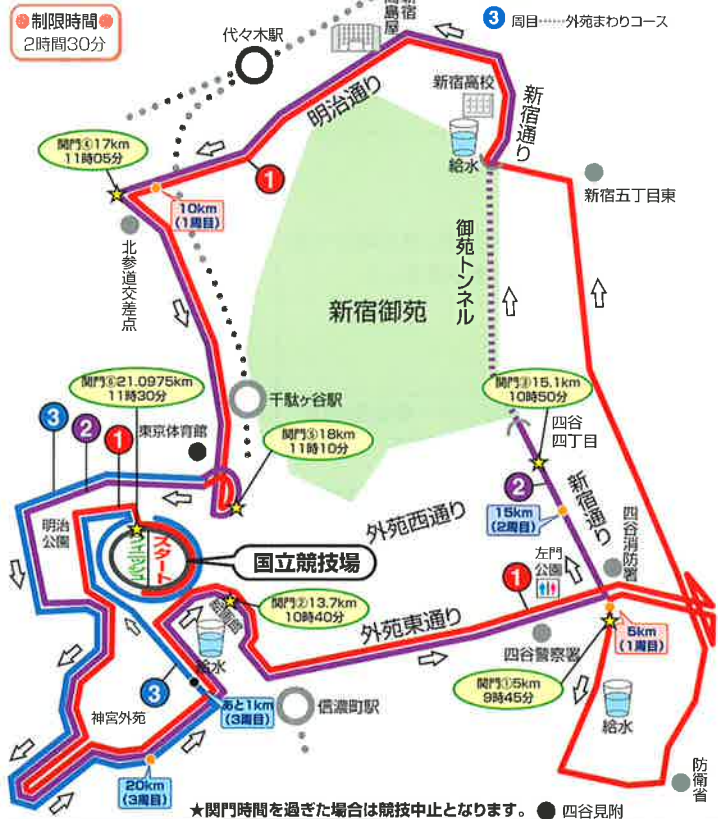 ●制限時間●
2時間30分
新宿
高島屋
③ 周目……外苑まわりコース
代々木駅
新宿高校
明治通り
新宿通り
給水
関門④17km
11時05分
1
新宿五丁目東
10km
(1周目)
北参道交差点
御苑トンネル
新宿御苑
関門⑥21.0975km
11時30分
関門③15.1km
10時50分
千駄ヶ谷駅
3
2
1
東京体育館
関門⑤18km
11時10分
四谷
四丁目
2
新宿通り
15km
(2周目)
明治
公園
外苑西通り
四谷消防署
スタート
国立競技場
左門
公園
1
関門②13.7km
10時40分
絵画館
外苑東通り
給水
5km
(1周目)
四谷警察署
関門①5km
9時45分
3
あと1km
(3周目)
信濃町駅
給水
神宮外苑
20km
(3周目)
防衛省
★関門時間を過ぎた場合は競技中止となります。
四谷見附